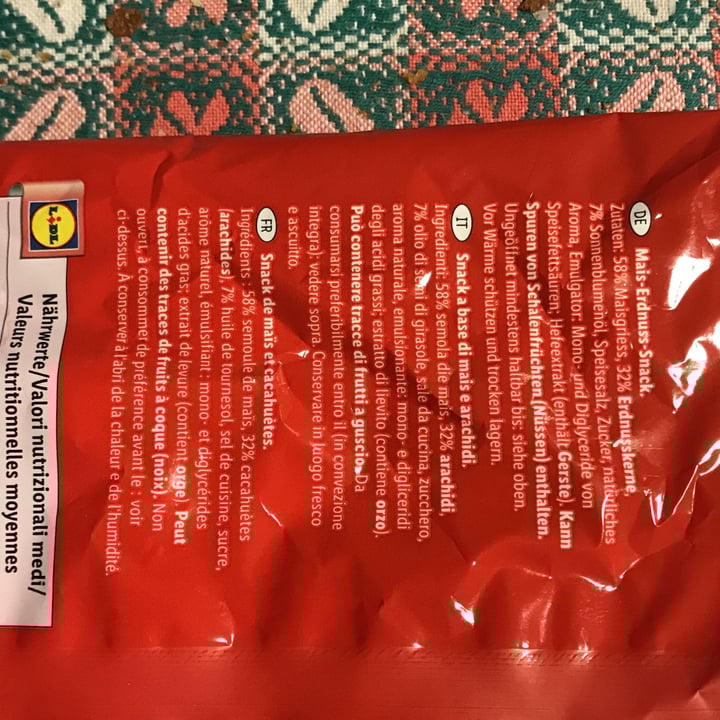 DE Mais-Erdnuss-Snack.
Zutaten: 58% Maisgriess, 32% Erdnusskerne,
7% Sonnenblumenöl, Speisesalz, Zucker, natürliches
Aroma, Emulgator: Mono- und Diglyceride von
Speisefettsäuren; Hefeextrakt (enthält Gerste). Kann
Spuren von Schalenfrüchten (Nüssen) enthalten.
Ungeöffnet mindestens haltbar bis: siehe oben.
Vor Wärme schützen und trocken lagern.
IT Snack a base di mais e arachidi.
Ingredienti: 58% semola die mais, 32% arachidi,
7% olio di semi di girasole, sale da cucina, zucchero,
aroma naturale, emulsionante: mono- e digliceridi
degli acidi grassi; estratto di lievito (contiene orzo).
Può contenere tracce di frutti a guscio. Da
consumarsi preferibilmente entro il (in convezione
integra): vedere sopra. Conservare in luogo fresco
e asciutto.
FR Snack de maïs et cacahuètes.
Ingrédients : 58% semoule de maïs, 32% cacahuètes
(arachides), 7% huile de tournesol, sel de cuisine, sucre,
arôme naturel, émulsifiant : mono- et diglycérides
d'acides gras; extrait de levure (contient orge). Peut
contenir des traces de fruits à coque (noix). Non
ouvert, à consommer de préférence avant le : voir
ci-dessus. À conserver à l'abri de la chaleur e de l'humidité.
LIDL
Nährwerte/Valori nutrizionali medi/
Valeurs nutritionnelles moyennes